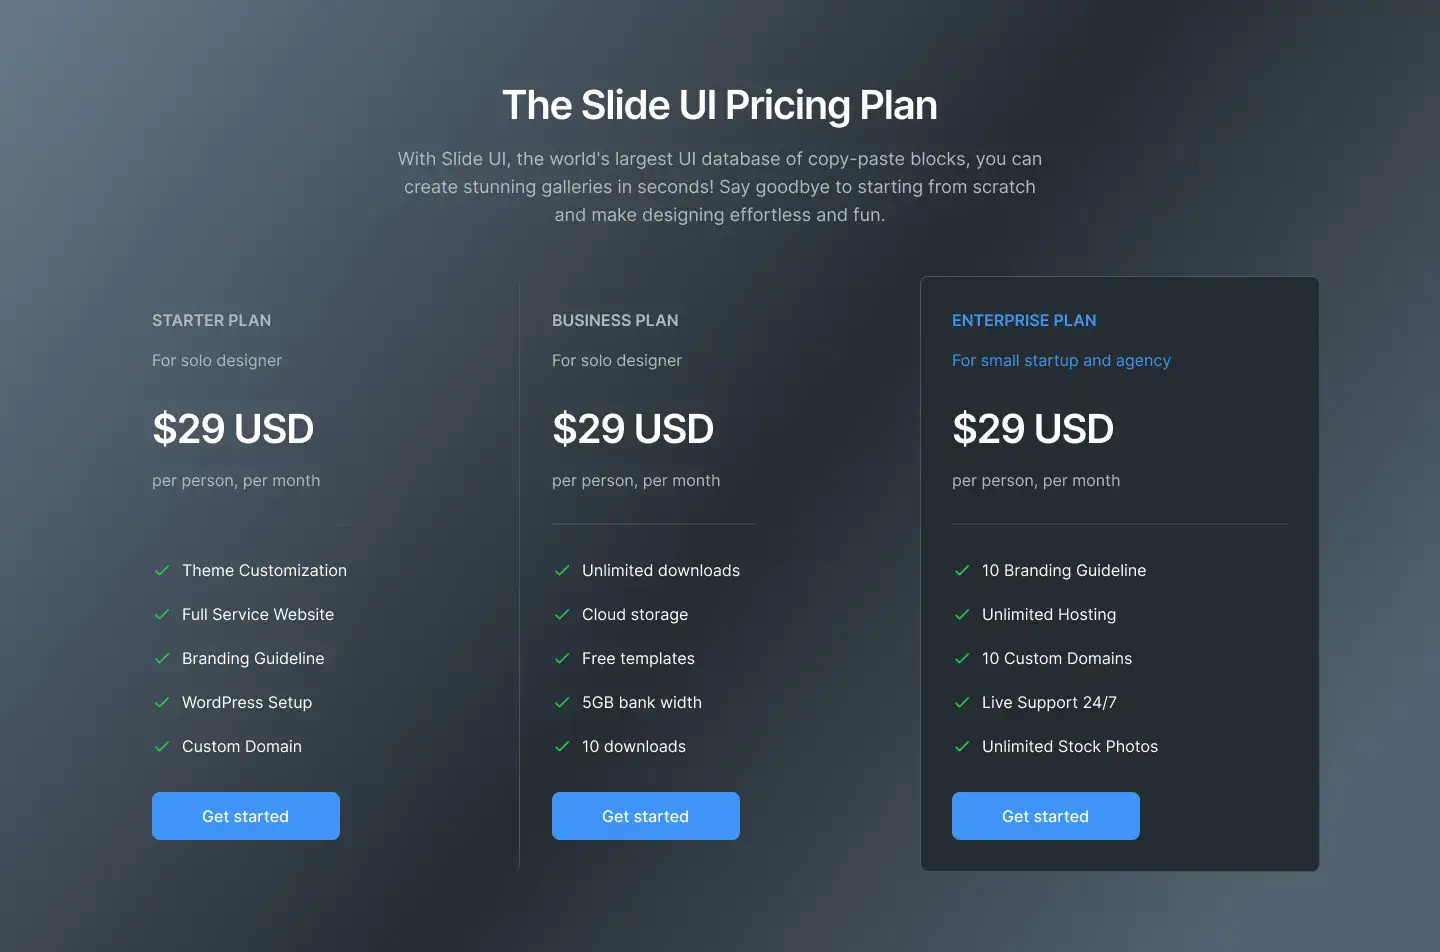 The Slide UI Pricing Plan
With Slide UI, the world's largest UI database of copy-paste blocks, you can
create stunning galleries in seconds! Say goodbye to starting from scratch
and make designing effortless and fun.
STARTER PLAN
For solo designer
$29 USD
per person, per month
Theme Customization
Full Service Website
Branding Guideline
WordPress Setup
Custom Domain
Get started
BUSINESS PLAN
For solo designer
$29 USD
per person, per month
Unlimited downloads
Cloud storage
Free templates
5GB bank width
10 downloads
Get started
ENTERPRISE PLAN
For small startup and agency
$29 USD
per person, per month
10 Branding Guideline
Unlimited Hosting
10 Custom Domains
Live Support 24/7
Unlimited Stock Photos
Get started